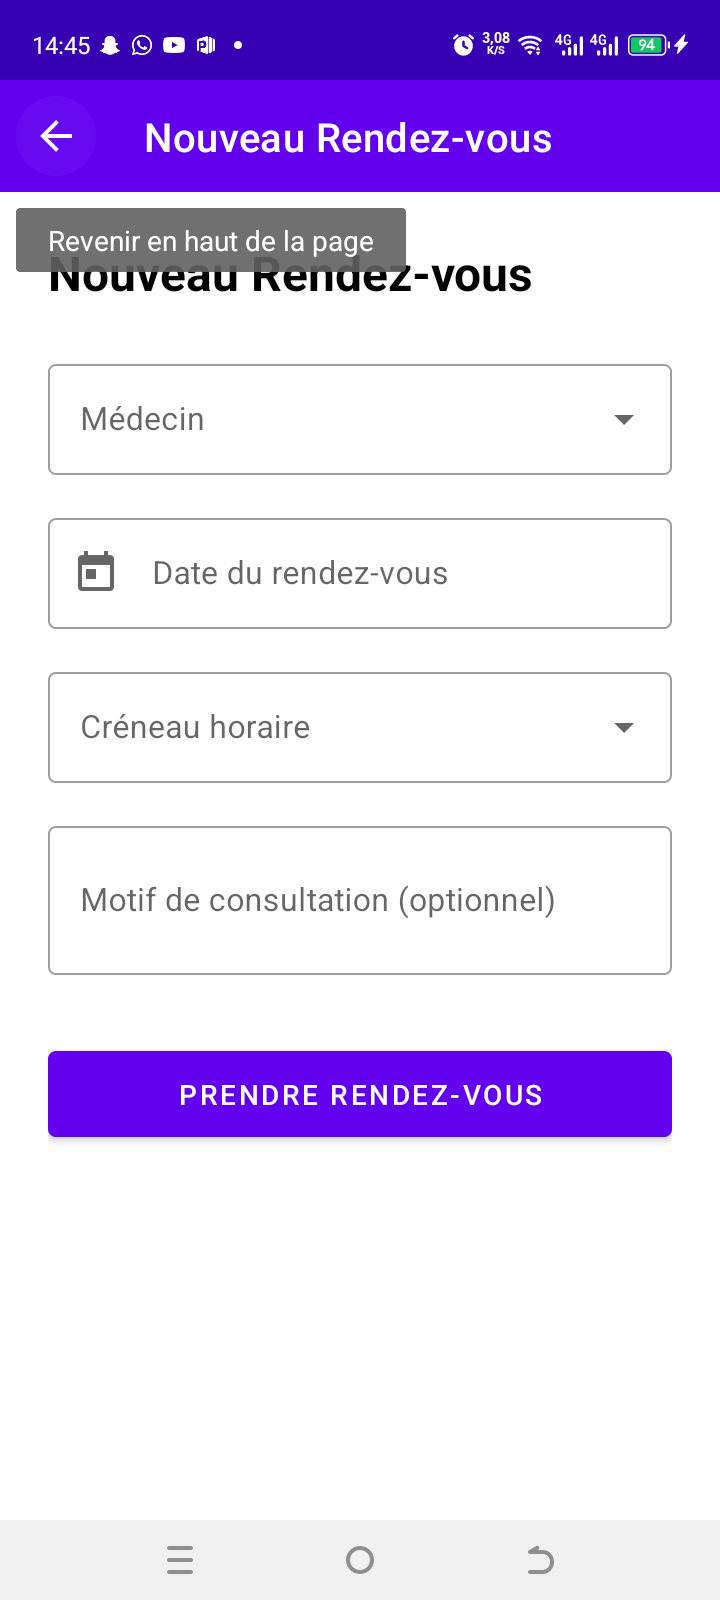 14:45 3,08 K/S 4G 4G 94
Nouveau Rendez-vous
Revenir en haut de la page
Nouveau Rendez-vous
Médecin
Date du rendez-vous
Créneau horaire
Motif de consultation (optionnel)
PRENDRE RENDEZ-VOUS